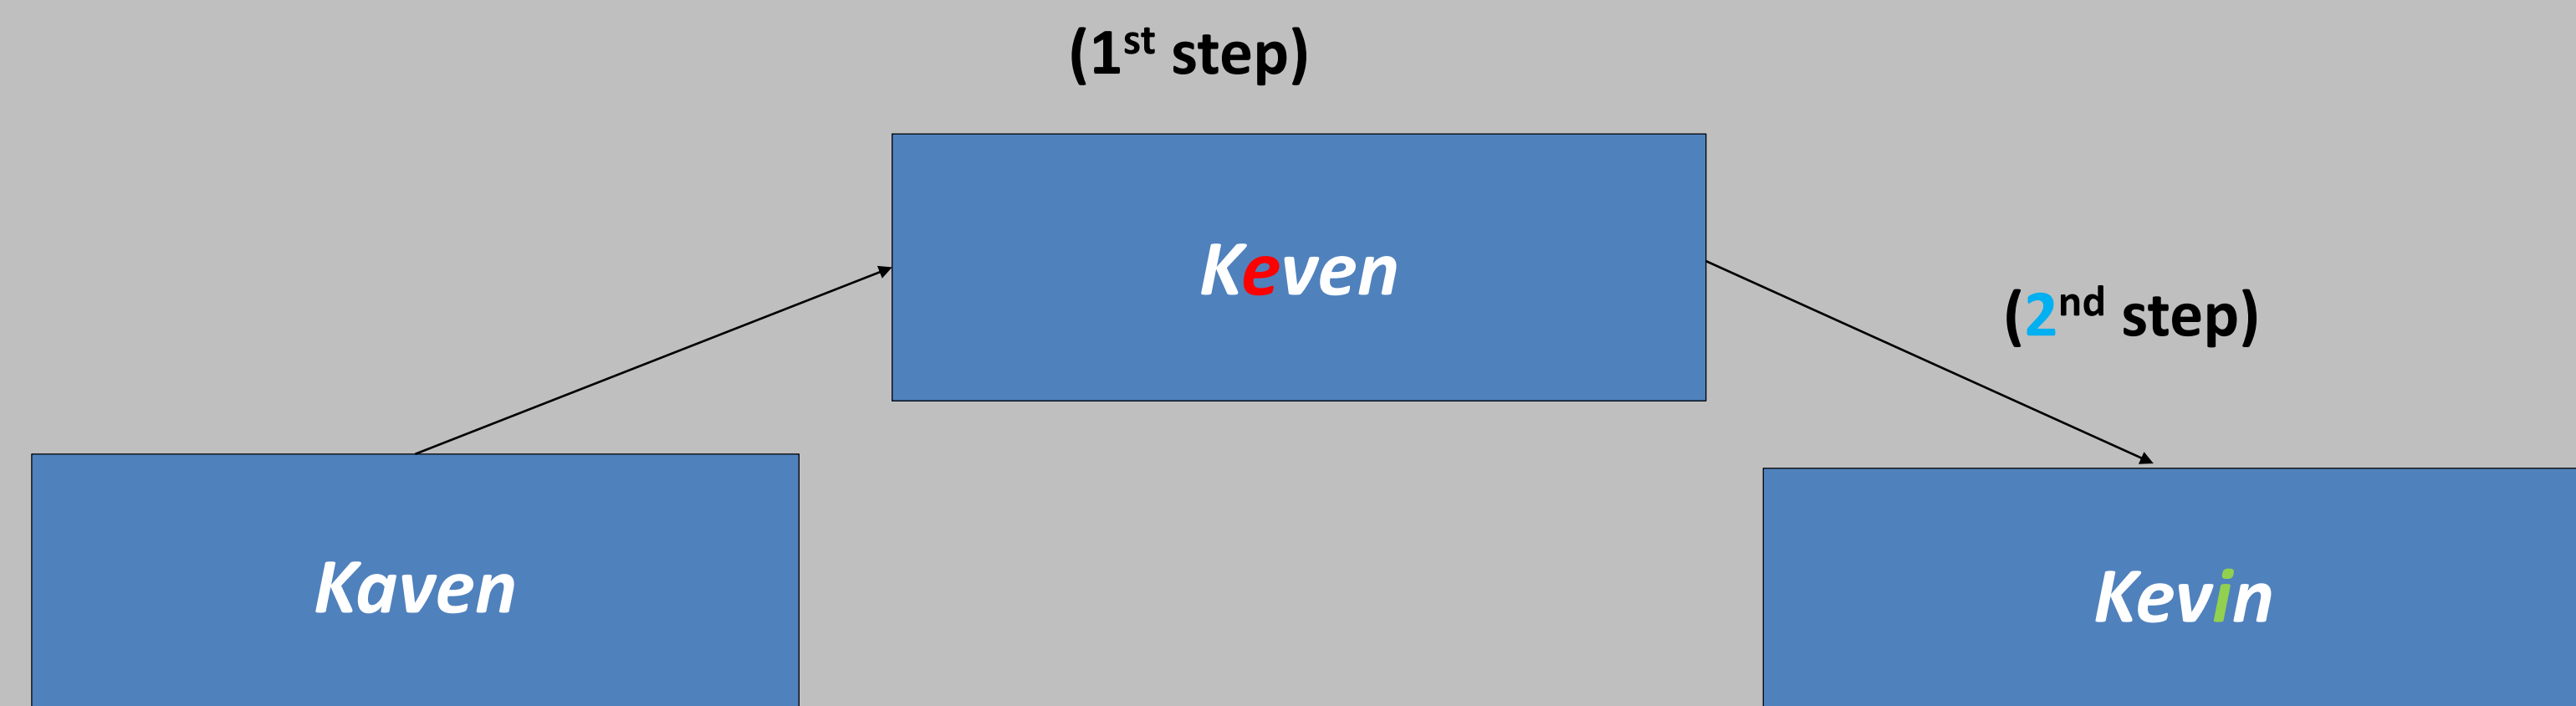 (1st step)
Keven
(2nd step)
Kaven
Kevin